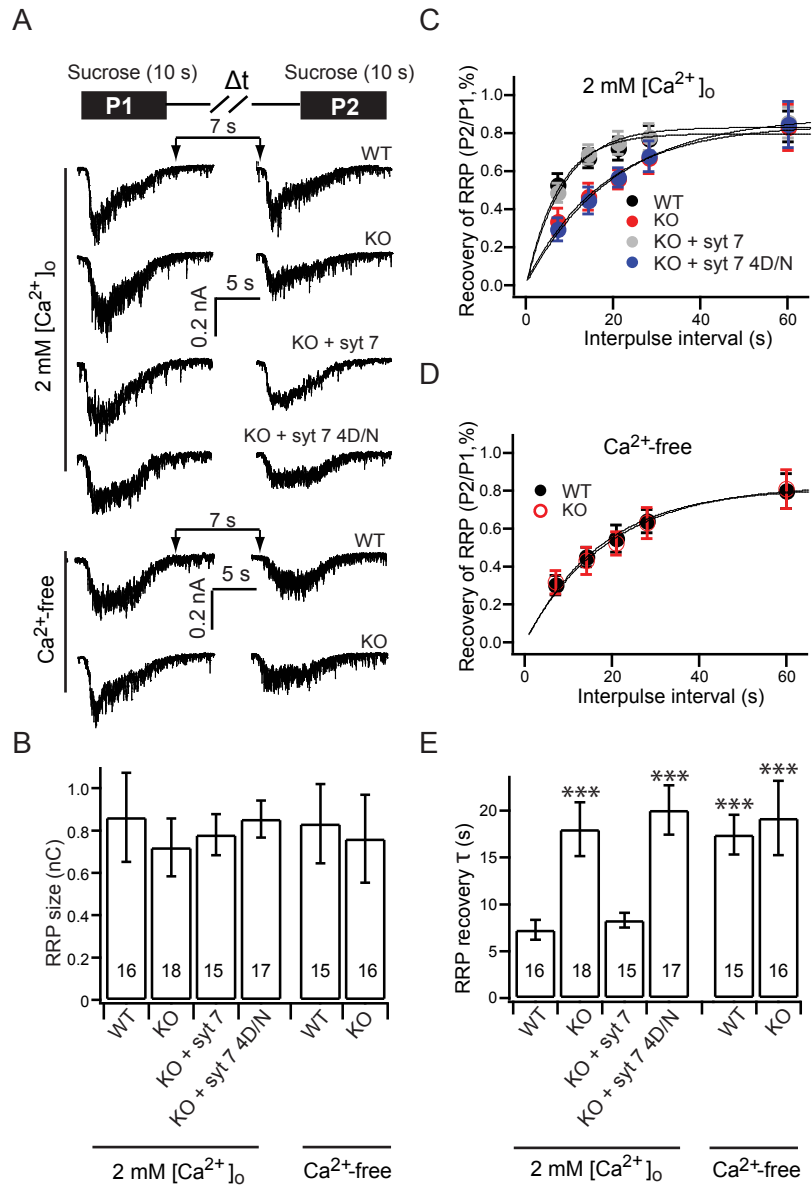 A
Sucrose (10 s)
Δt
Sucrose (10 s)
P1
P2
7 s
2 mM [Ca²⁺]ₒ
WT
KO
5 s
0.2 nA
KO + syt 7
KO + syt 7 4D/N
Ca²⁺-free
7 s
WT
5 s
0.2 nA
KO
B
RRP size (nC)
1.0
0.8
0.6
0.4
0.2
0
16
18
15
17
15
16
WT
KO
KO + syt 7
KO + syt 7 4D/N
WT
KO
2 mM [Ca²⁺]ₒ
Ca²⁺-free
C
Recovery of RRP (P2/P1,%)
2 mM [Ca²⁺]ₒ
1.0
0.8
0.6
0.4
0.2
0.0
WT
KO
KO + syt 7
KO + syt 7 4D/N
0
20
40
60
Interpulse interval (s)
D
Recovery of RRP (P2/P1,%)
Ca²⁺-free
WT
KO
1.0
0.8
0.6
0.4
0.2
0.0
0
20
40
60
Interpulse interval (s)
E
RRP recovery τ (s)
20
15
10
5
0
***
***
***
***
16
18
15
17
15
16
WT
KO
KO + syt 7
KO + syt 7 4D/N
WT
KO
2 mM [Ca²⁺]ₒ
Ca²⁺-free